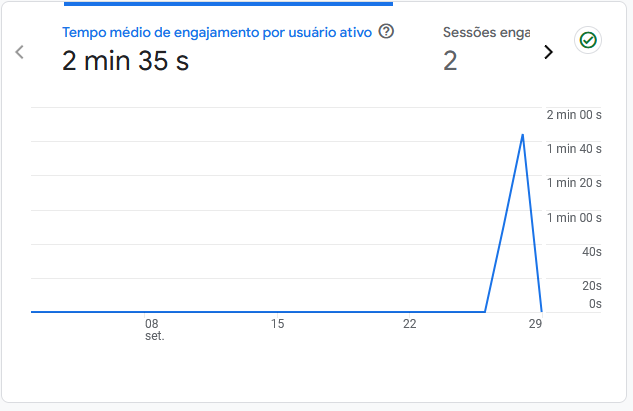 Tempo médio de engajamento por usuário ativo
2 min 35 s
Sessões enga
2
2 min 00 s
1 min 40 s
1 min 20 s
1 min 00 s
40s
20s
0s
08
set.
15
22
29